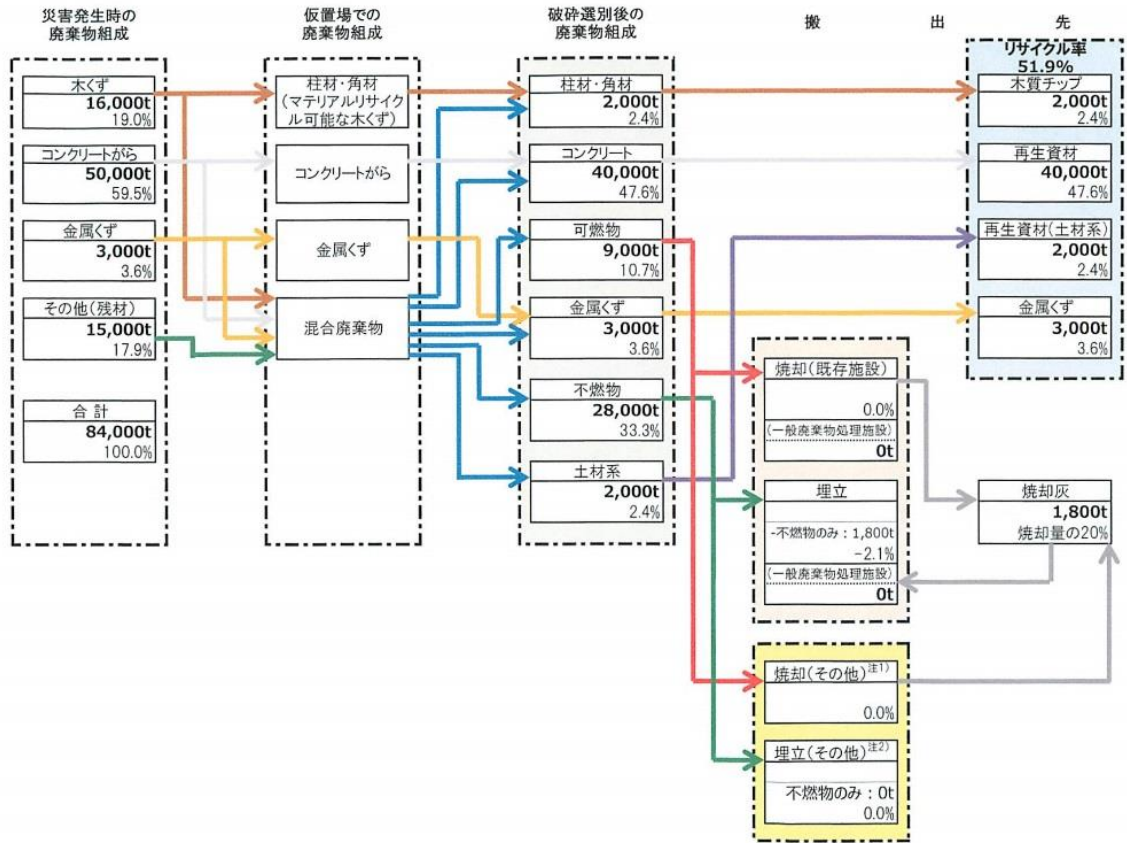 災害発生時の
廃棄物組成
仮置場での
廃棄物組成
破砕選別後の
廃棄物組成
搬 出 先
木くず
16,000t
19.0%
コンクリートがら
50,000t
59.5%
金属くず
3,000t
3.6%
その他(残材)
15,000t
17.9%
合計
84,000t
100.0%
柱材・角材
(マテリアルリサイク
ル可能な木くず)
コンクリートがら
金属くず
混合廃棄物
柱材・角材
2,000t
2.4%
コンクリート
40,000t
47.6%
可燃物
9,000t
10.7%
金属くず
3,000t
3.6%
不燃物
28,000t
33.3%
土材系
2,000t
2.4%
リサイクル率
51.9%
木質チップ
2,000t
2.4%
再生資材
40,000t
47.6%
再生資材(土材系)
2,000t
2.4%
金属くず
3,000t
3.6%
焼却(既存施設)
0.0%
(一般廃棄物処理施設)
0t
埋立
-不燃物のみ：1,800t
-2.1%
(一般廃棄物処理施設)
0t
焼却灰
1,800t
焼却量の20%
焼却(その他)注1)
0.0%
埋立(その他)注2)
不燃物のみ：0t
0.0%